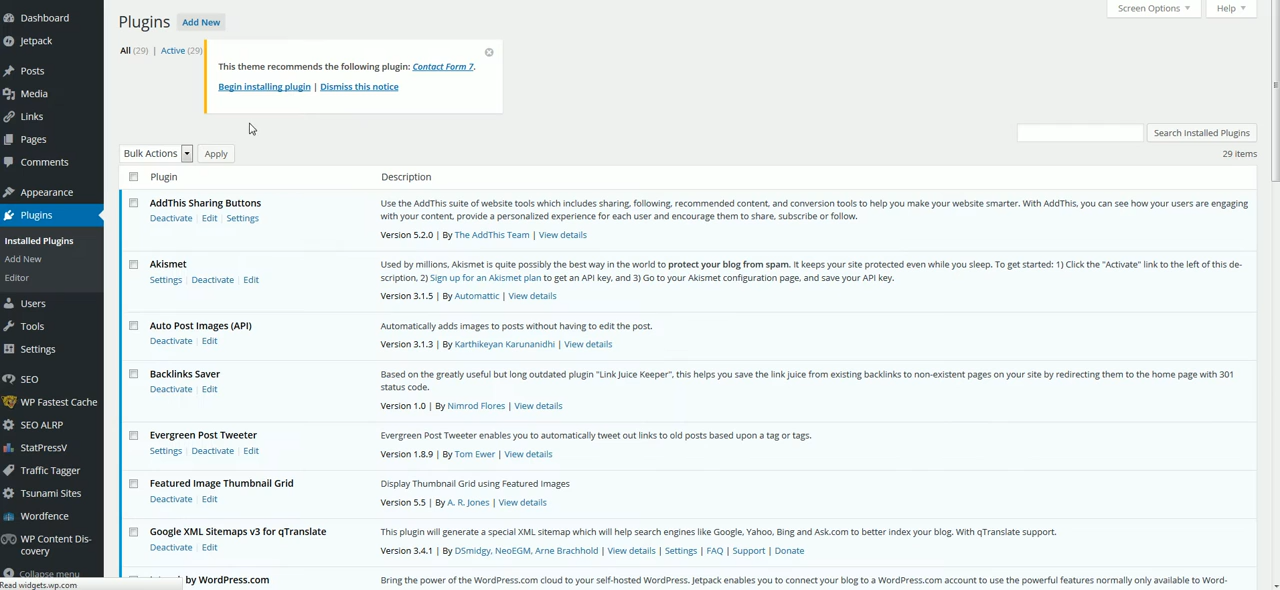 Dashboard
Jetpack
Posts
Media
Links
Pages
Comments
Appearance
Plugins
Installed Plugins
Add New
Editor
Users
Tools
Settings
SEO
WP Fastest Cache
SEO ALRP
StatPressV
Traffic Tagger
Tsunami Sites
Wordfence
WP Content Dis-
covery
Collapse menu
Read widgets.wp.com
Plugins Add New
Screen Options Help
All (29) | Active (29)
This theme recommends the following plugin: Contact Form 7.
Begin installing plugin | Dismiss this notice
Search Installed Plugins
Bulk Actions Apply
29 items
Plugin Description
AddThis Sharing Buttons
Deactivate | Edit | Settings
Use the AddThis suite of website tools which includes sharing, following, recommended content, and conversion tools to help you make your website smarter. With AddThis, you can see how your users are engaging
with your content, provide a personalized experience for each user and encourage them to share, subscribe or follow.
Version 5.2.0 | By The AddThis Team | View details
Akismet
Settings | Deactivate | Edit
Used by millions, Akismet is quite possibly the best way in the world to protect your blog from spam. It keeps your site protected even while you sleep. To get started: 1) Click the "Activate" link to the left of this de-
scription, 2) Sign up for an Akismet plan to get an API key, and 3) Go to your Akismet configuration page, and save your API key.
Version 3.1.5 | By Automattic | View details
Auto Post Images (API)
Deactivate | Edit
Automatically adds images to posts without having to edit the post.
Version 3.1.3 | By Karthikeyan Karunanidhi | View details
Backlinks Saver
Deactivate | Edit
Based on the greatly useful but long outdated plugin "Link Juice Keeper", this helps you save the link juice from existing backlinks to non-existent pages on your site by redirecting them to the home page with 301
status code.
Version 1.0 | By Nimrod Flores | View details
Evergreen Post Tweeter
Settings | Deactivate | Edit
Evergreen Post Tweeter enables you to automatically tweet out links to old posts based upon a tag or tags.
Version 1.8.9 | By Tom Ewer | View details
Featured Image Thumbnail Grid
Deactivate | Edit
Display Thumbnail Grid using Featured Images
Version 5.5 | By A. R. Jones | View details
Google XML Sitemaps v3 for qTranslate
Deactivate | Edit
This plugin will generate a special XML sitemap which will help search engines like Google, Yahoo, Bing and Ask.com to better index your blog. With qTranslate support.
Version 3.4.1 | By DSmidgy, NeoEGM, Arne Brachhold | View details | Settings | FAQ | Support | Donate
by WordPress.com
Bring the power of the WordPress.com cloud to your self-hosted WordPress. Jetpack enables you to connect your blog to a WordPress.com account to use the powerful features normally only available to Word-